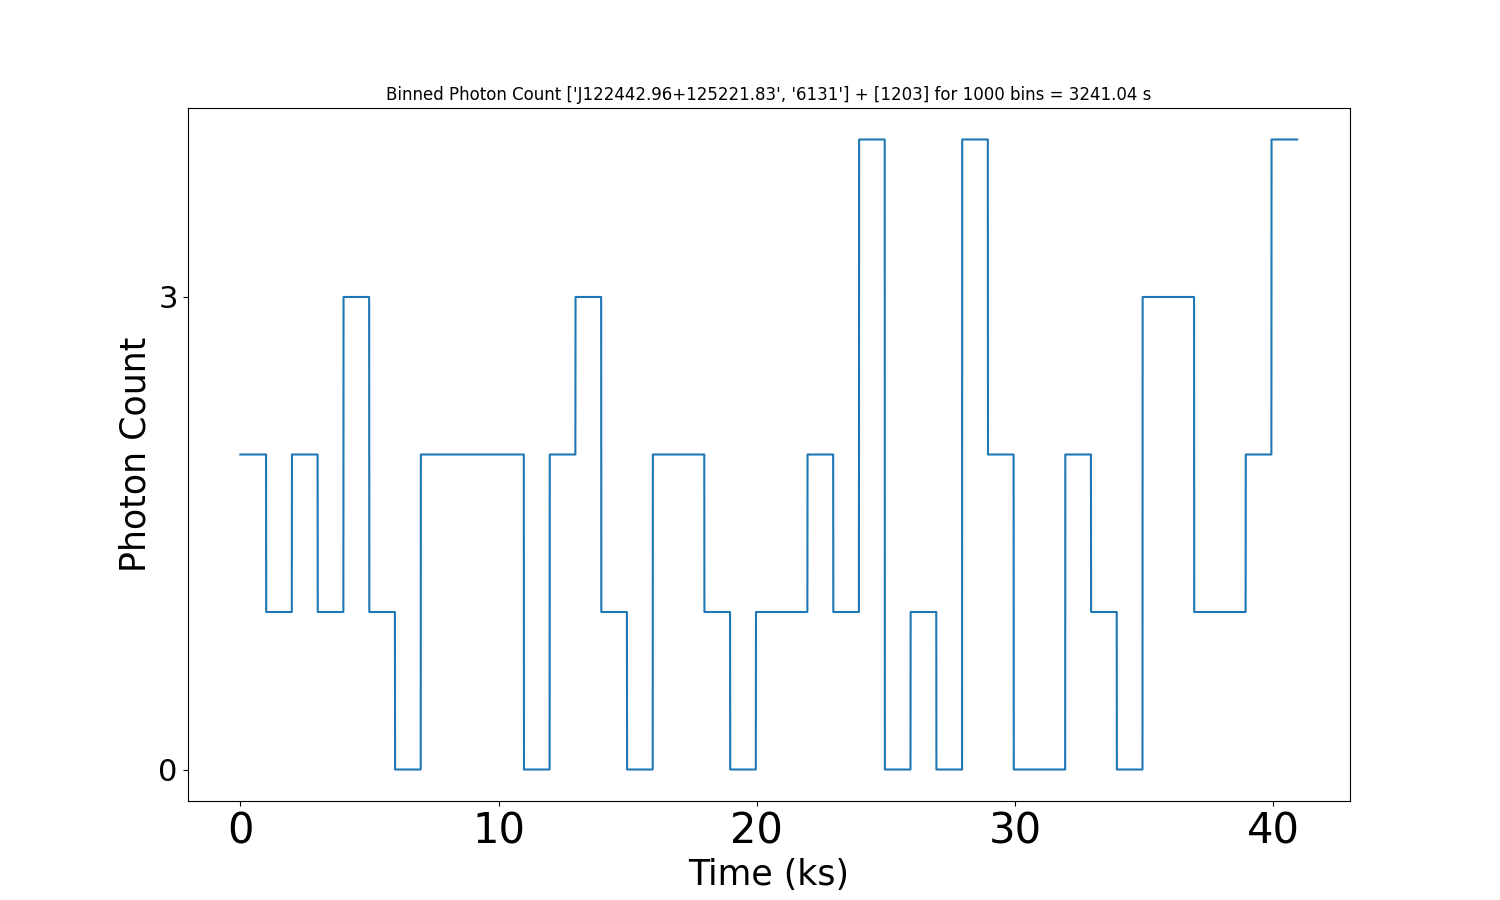 Binned Photon Count ['J122442.96+125221.83', '6131'] + [1203] for 1000 bins = 3241.04 s
Photon Count
3
0
0 10 20 30 40
Time (ks)